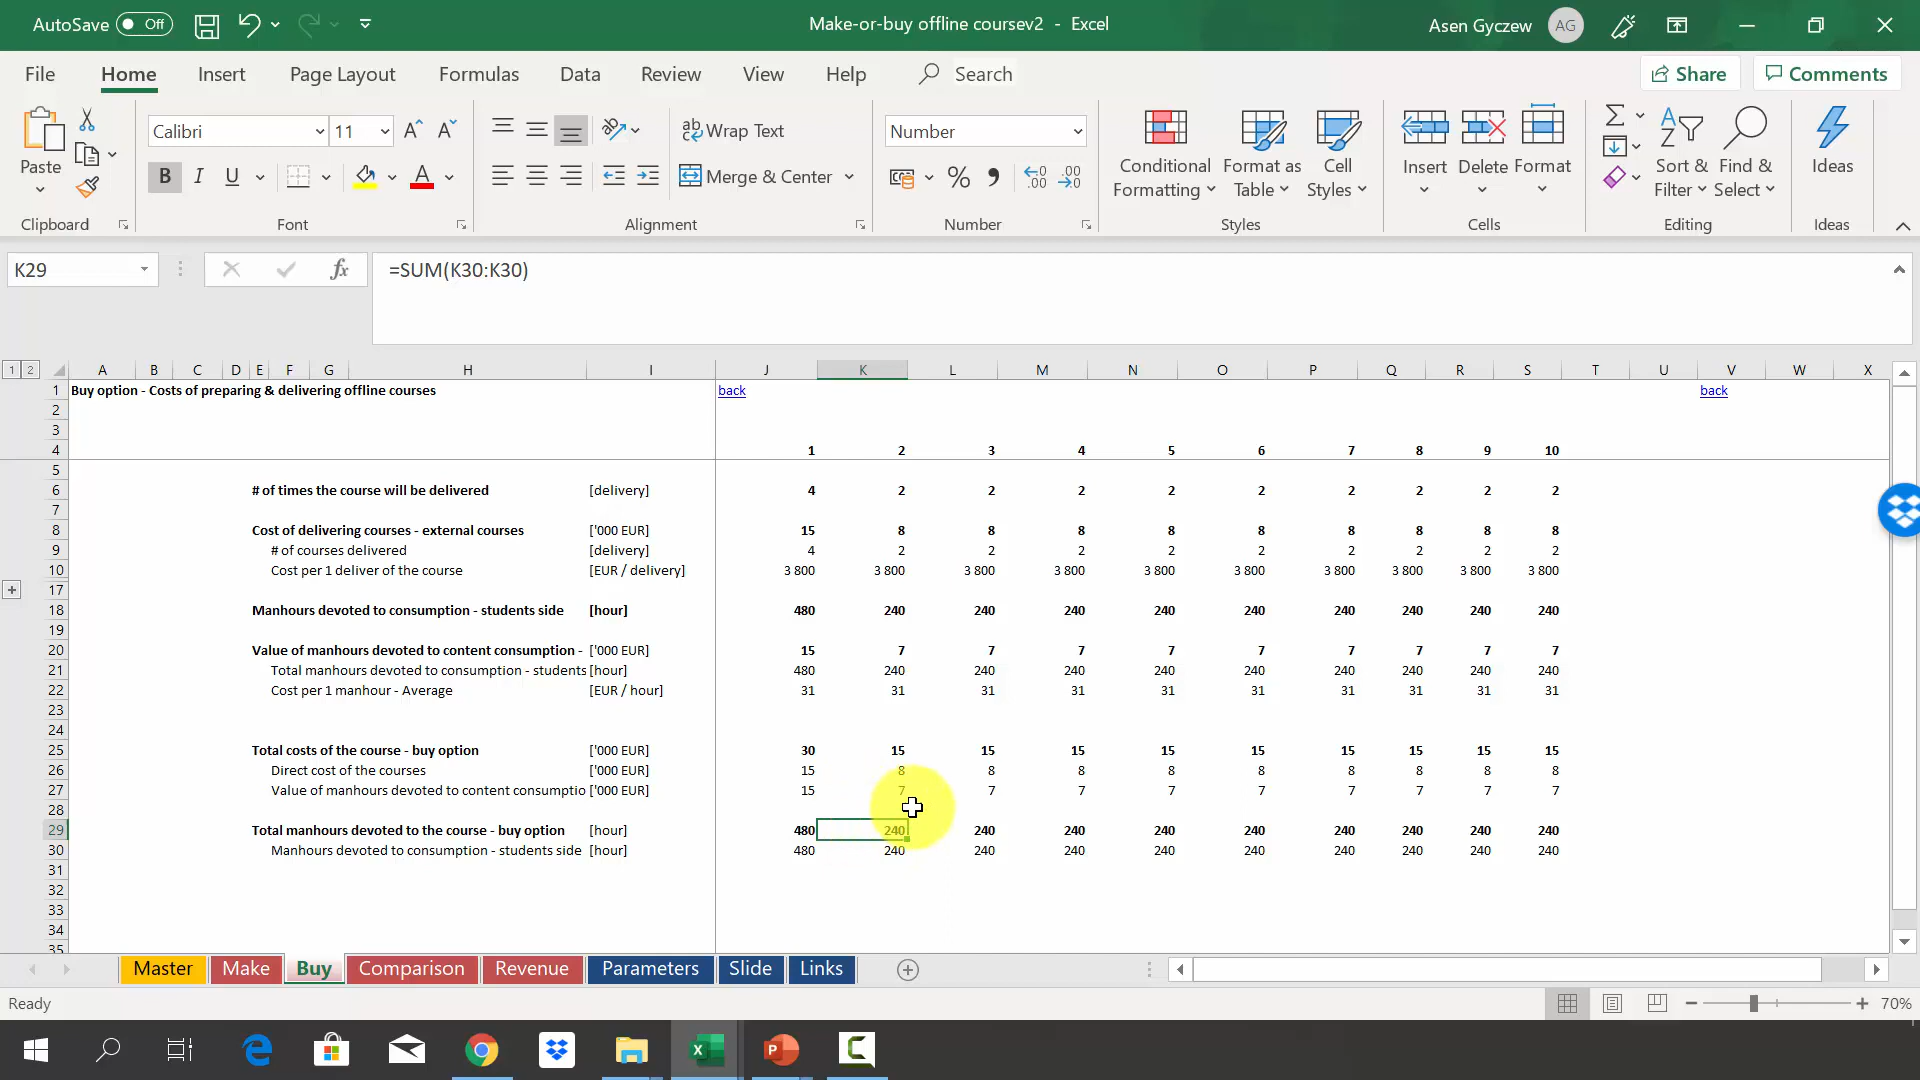 AutoSave Off
Make-or-buy offline coursev2 - Excel
Asen Gyczew AG
File Home Insert Page Layout Formulas Data Review View Help Search Share Comments
Paste
Clipboard
Calibri 11
B I U
Font
Wrap Text
Merge & Center
Alignment
Number
Number
Conditional Formatting
Format as Table
Cell Styles
Styles
Insert Delete Format
Cells
Sort & Filter
Find & Select
Editing
Ideas
Ideas
K29 fx =SUM(K30:K30)
1 2 A B C D E F G H I J K L M N O P Q R S T U V W X
1 Buy option - Costs of preparing & delivering offline courses back back
2
3
4 1 2 3 4 5 6 7 8 9 10
5
6 # of times the course will be delivered [delivery] 4 2 2 2 2 2 2 2 2 2
7
8 Cost of delivering courses - external courses ['000 EUR] 15 8 8 8 8 8 8 8 8 8
9 # of courses delivered [delivery] 4 2 2 2 2 2 2 2 2 2
10 Cost per 1 deliver of the course [EUR / delivery] 3 800 3 800 3 800 3 800 3 800 3 800 3 800 3 800 3 800 3 800
17
18 Manhours devoted to consumption - students side [hour] 480 240 240 240 240 240 240 240 240 240
19
20 Value of manhours devoted to content consumption - ['000 EUR] 15 7 7 7 7 7 7 7 7 7
21 Total manhours devoted to consumption - students [hour] 480 240 240 240 240 240 240 240 240 240
22 Cost per 1 manhour - Average [EUR / hour] 31 31 31 31 31 31 31 31 31 31
23
24
25 Total costs of the course - buy option ['000 EUR] 30 15 15 15 15 15 15 15 15 15
26 Direct cost of the courses ['000 EUR] 15 8 8 8 8 8 8 8 8 8
27 Value of manhours devoted to content consumptio ['000 EUR] 15 7 7 7 7 7 7 7 7 7
28
29 Total manhours devoted to the course - buy option [hour] 480 240 240 240 240 240 240 240 240 240
30 Manhours devoted to consumption - students side [hour] 480 240 240 240 240 240 240 240 240 240
31
32
33
34
35
Master Make Buy Comparison Revenue Parameters Slide Links
Ready 70%